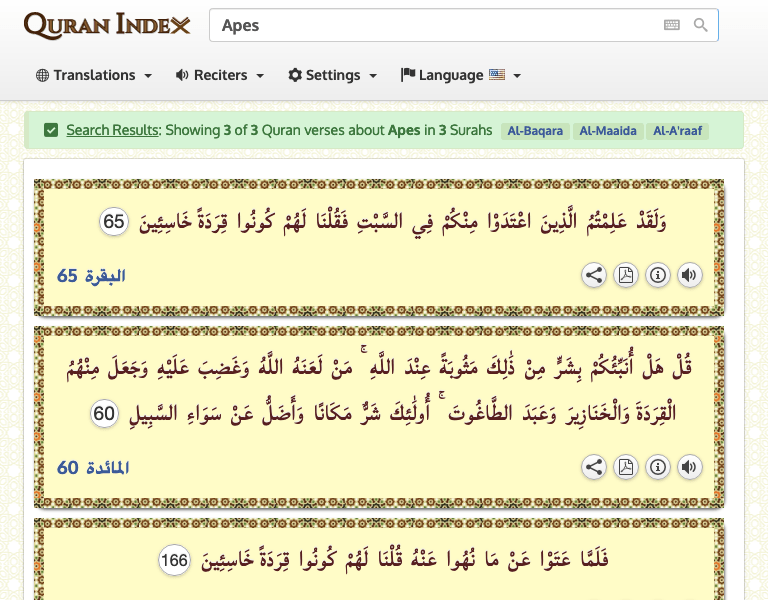 QURAN INDEX
Apes
Translations Reciters Settings Language
Search Results: Showing 3 of 3 Quran verses about Apes in 3 Surahs Al-Baqara Al-Maaida Al-A'raaf
وَلَقَدْ عَلِمْتُمُ الَّذِينَ اعْتَدَوْا مِنْكُمْ فِي السَّبْتِ فَقُلْنَا لَهُمْ كُونُوا قِرَدَةً خَاسِئِينَ 65
البقرة 65
قُلْ هَلْ أُنَبِّئُكُمْ بِشَرٍّ مِنْ ذَٰلِكَ مَثُوبَةً عِنْدَ اللَّهِ ۚ مَنْ لَعَنَهُ اللَّهُ وَغَضِبَ عَلَيْهِ وَجَعَلَ مِنْهُمُ
الْقِرَدَةَ وَالْخَنَازِيرَ وَعَبَدَ الطَّاغُوتَ ۚ أُولَٰئِكَ شَرٌّ مَكَانًا وَأَضَلُّ عَنْ سَوَاءِ السَّبِيلِ 60
المائدة 60
فَلَمَّا عَتَوْا عَنْ مَا نُهُوا عَنْهُ قُلْنَا لَهُمْ كُونُوا قِرَدَةً خَاسِئِينَ 166